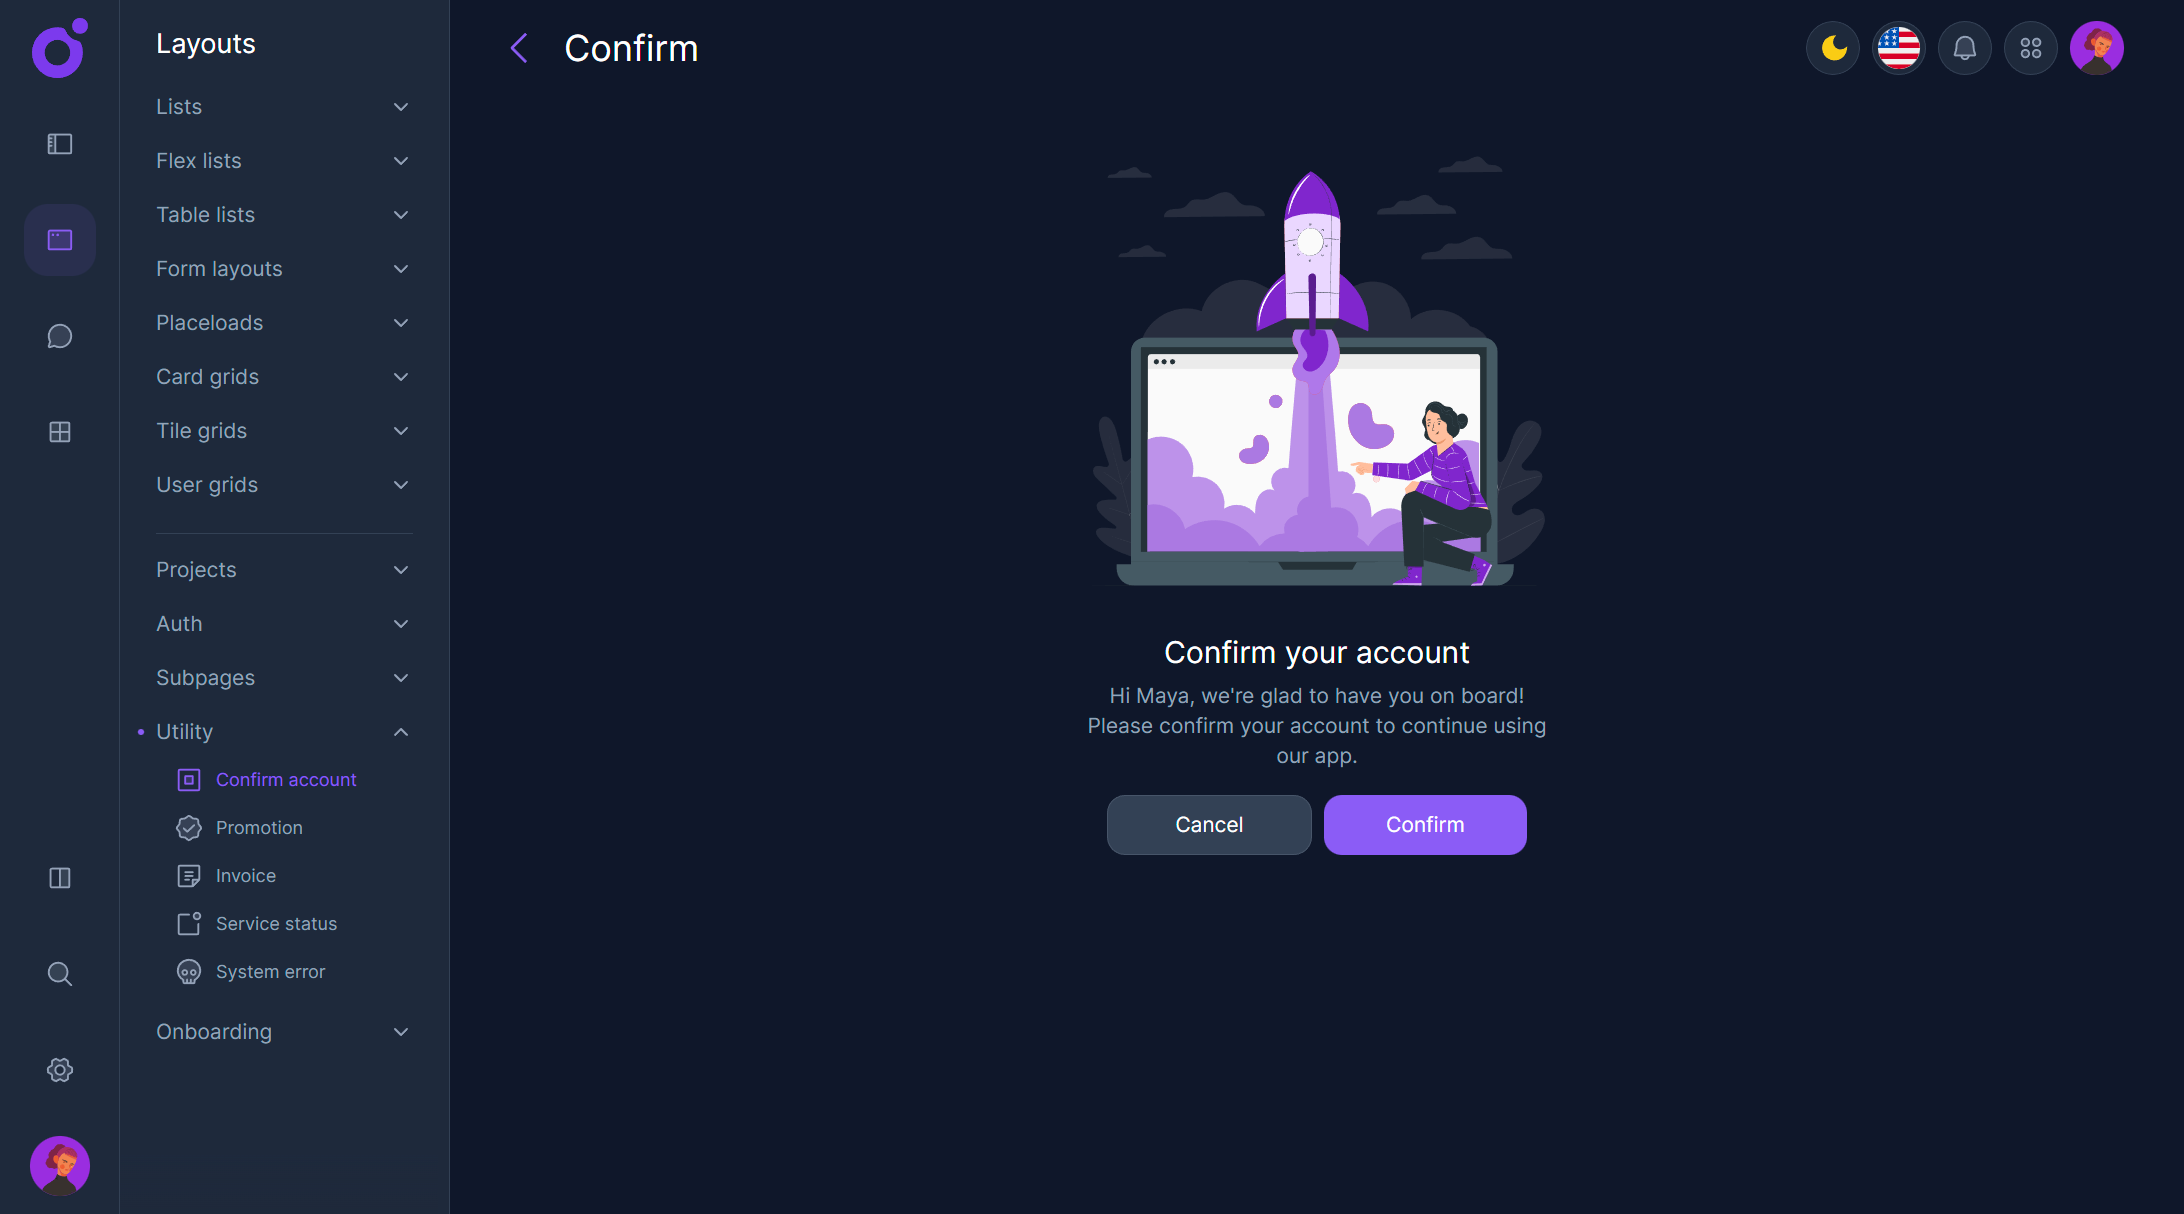 Layouts
Lists
Flex lists
Table lists
Form layouts
Placeloads
Card grids
Tile grids
User grids
Projects
Auth
Subpages
Utility
Confirm account
Promotion
Invoice
Service status
System error
Onboarding
Confirm
Confirm your account
Hi Maya, we're glad to have you on board!
Please confirm your account to continue using
our app.
Cancel
Confirm